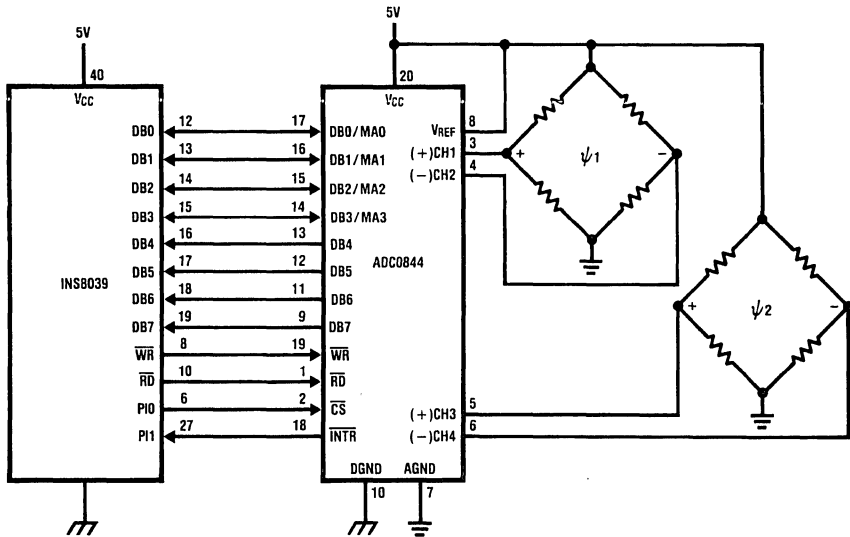 5V
5V
40
20
VCC
VCC
DB0 12 17 DB0/MA0
VREF 8
DB1 13 16 DB1/MA1
(+)CH1 3
DB2 14 15 DB2/MA2
(−)CH2 4
DB3 15 14 DB3/MA3
DB4 16 13 DB4
DB5 17 12 DB5
DB6 18 11 DB6
DB7 19 9 DB7
WR 8 19 WR
RD 10 1 RD
PI0 6 2 CS
PI1 27 18 INTR
INS8039
ADC0844
+ ψ1 −
+ ψ2 −
(+)CH3 5
(−)CH4 6
DGND AGND
10 7